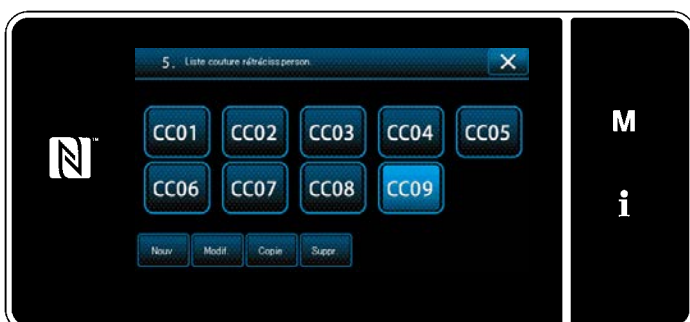 5. Liste couture rétréciss person.
CC01 CC02 CC03 CC04 CC05
CC06 CC07 CC08 CC09
Nouv Modif. Copie Suppr.
M
i